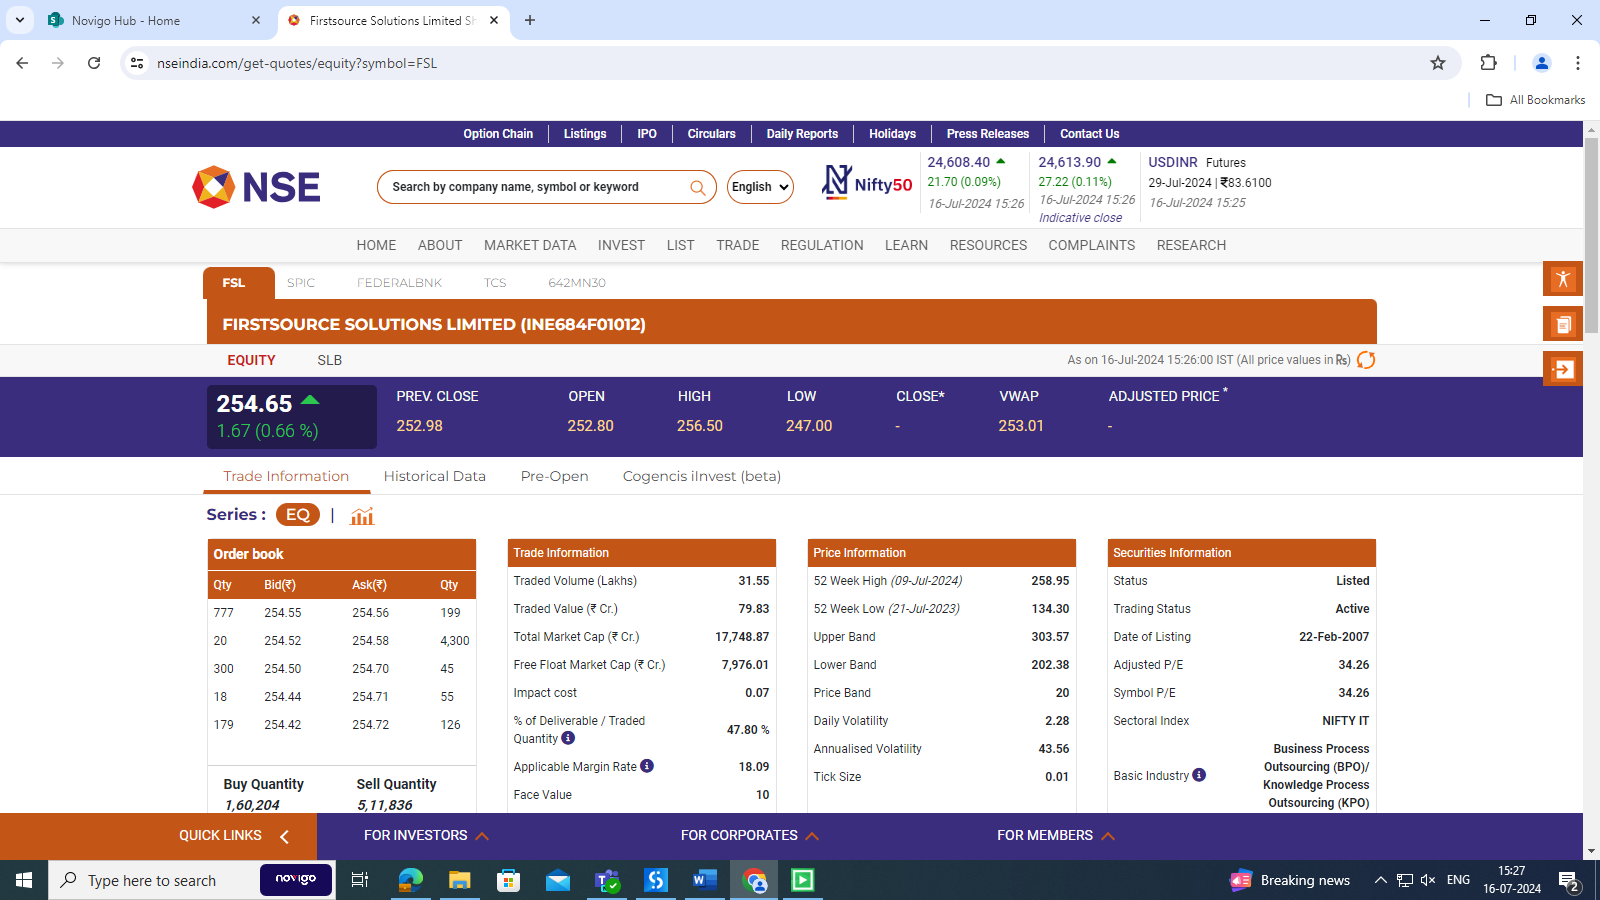 Novigo Hub - Home
Firstsource Solutions Limited Sh
nseindia.com/get-quotes/equity?symbol=FSL
All Bookmarks
Option Chain | Listings | IPO | Circulars | Daily Reports | Holidays | Press Releases | Contact Us
NSE
Search by company name, symbol or keyword
English
Nifty50
24,608.40
21.70 (0.09%)
16-Jul-2024 15:26
24,613.90
27.22 (0.11%)
16-Jul-2024 15:26
Indicative close
USDINR Futures
29-Jul-2024 | ₹83.6100
16-Jul-2024 15:25
HOME ABOUT MARKET DATA INVEST LIST TRADE REGULATION LEARN RESOURCES COMPLAINTS RESEARCH
FSL SPIC FEDERALBNK TCS 642MN30
FIRSTSOURCE SOLUTIONS LIMITED (INE684F01012)
EQUITY SLB
As on 16-Jul-2024 15:26:00 IST (All price values in ₨)
254.65
1.67 (0.66 %)
PREV. CLOSE OPEN HIGH LOW CLOSE* VWAP ADJUSTED PRICE *
252.98 252.80 256.50 247.00 - 253.01 -
Trade Information Historical Data Pre-Open Cogencis iInvest (beta)
Series : EQ |
Order book
Qty Bid(₹) Ask(₹) Qty
777 254.55 254.56 199
20 254.52 254.58 4,300
300 254.50 254.70 45
18 254.44 254.71 55
179 254.42 254.72 126
Buy Quantity Sell Quantity
1,60,204 5,11,836
Trade Information
Traded Volume (Lakhs) 31.55
Traded Value (₹ Cr.) 79.83
Total Market Cap (₹ Cr.) 17,748.87
Free Float Market Cap (₹ Cr.) 7,976.01
Impact cost 0.07
% of Deliverable / Traded
Quantity 47.80 %
Applicable Margin Rate 18.09
Face Value 10
Price Information
52 Week High (09-Jul-2024) 258.95
52 Week Low (21-Jul-2023) 134.30
Upper Band 303.57
Lower Band 202.38
Price Band 20
Daily Volatility 2.28
Annualised Volatility 43.56
Tick Size 0.01
Securities Information
Status Listed
Trading Status Active
Date of Listing 22-Feb-2007
Adjusted P/E 34.26
Symbol P/E 34.26
Sectoral Index NIFTY IT
Basic Industry
Business Process
Outsourcing (BPO)/
Knowledge Process
Outsourcing (KPO)
QUICK LINKS FOR INVESTORS FOR CORPORATES FOR MEMBERS
Type here to search
novigo
Breaking news
ENG
15:27
16-07-2024
2